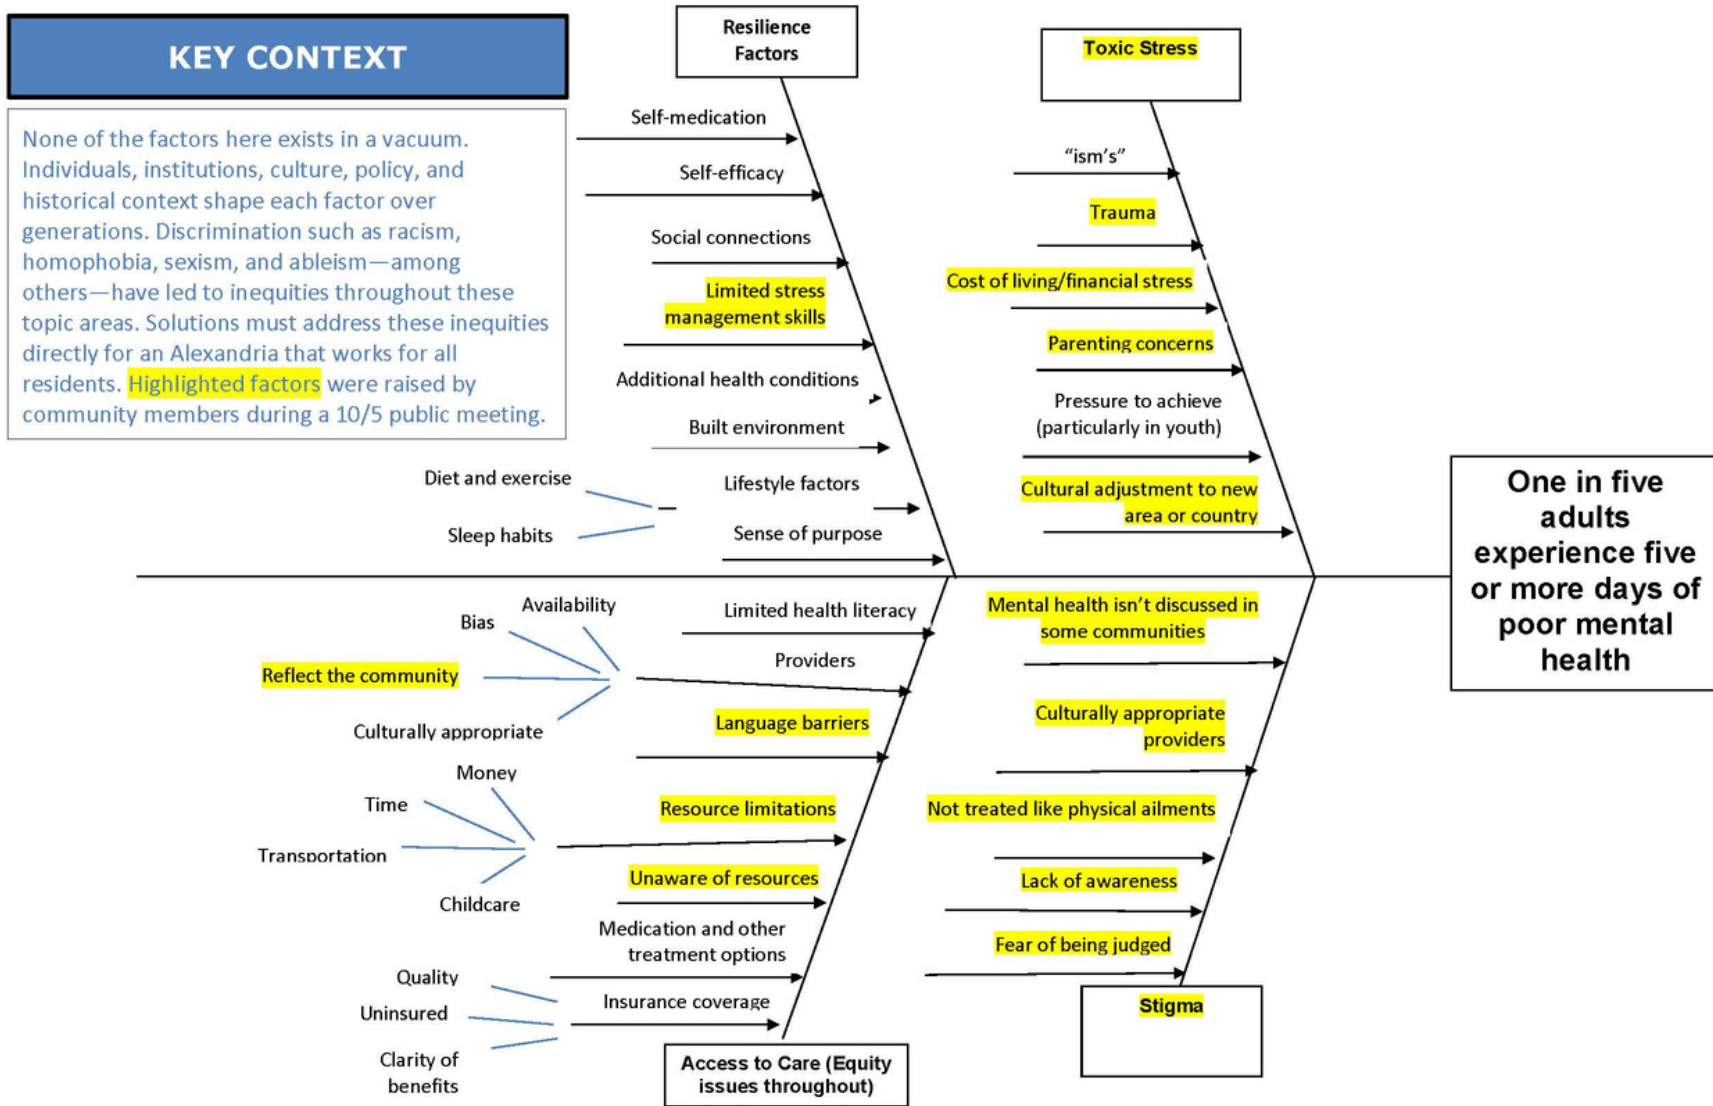 KEY CONTEXT
None of the factors here exists in a vacuum.
Individuals, institutions, culture, policy, and
historical context shape each factor over
generations. Discrimination such as racism,
homophobia, sexism, and ableism—among
others—have led to inequities throughout these
topic areas. Solutions must address these inequities
directly for an Alexandria that works for all
residents. Highlighted factors were raised by
community members during a 10/5 public meeting.
Resilience
Factors
Self-medication
Self-efficacy
Social connections
Limited stress
management skills
Additional health conditions
Built environment
Lifestyle factors
Diet and exercise
Sleep habits
Sense of purpose
Toxic Stress
“ism’s”
Trauma
Cost of living/financial stress
Parenting concerns
Pressure to achieve
(particularly in youth)
Cultural adjustment to new
area or country
One in five
adults
experience five
or more days of
poor mental
health
Limited health literacy
Providers
Availability
Bias
Reflect the community
Culturally appropriate
Language barriers
Resource limitations
Money
Time
Transportation
Childcare
Unaware of resources
Medication and other
treatment options
Insurance coverage
Quality
Uninsured
Clarity of
benefits
Access to Care (Equity
issues throughout)
Mental health isn’t discussed in
some communities
Culturally appropriate
providers
Not treated like physical ailments
Lack of awareness
Fear of being judged
Stigma